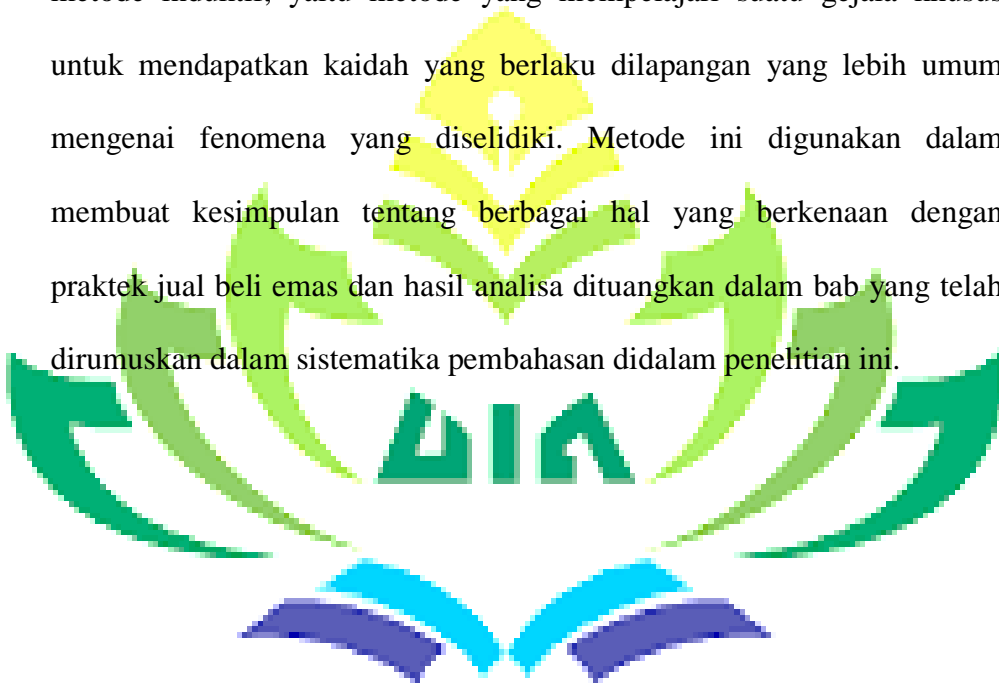 untuk mendapatkan kaidah yang berlaku dilapangan yang lebih umum
mengenai fenomena yang diselidiki. Metode ini digunakan dalam
membuat kesimpulan tentang berbagai hal yang berkenaan dengan
praktek jual beli emas dan hasil analisa dituangkan dalam bab yang telah
dirumuskan dalam sistematika pembahasan didalam penelitian ini.